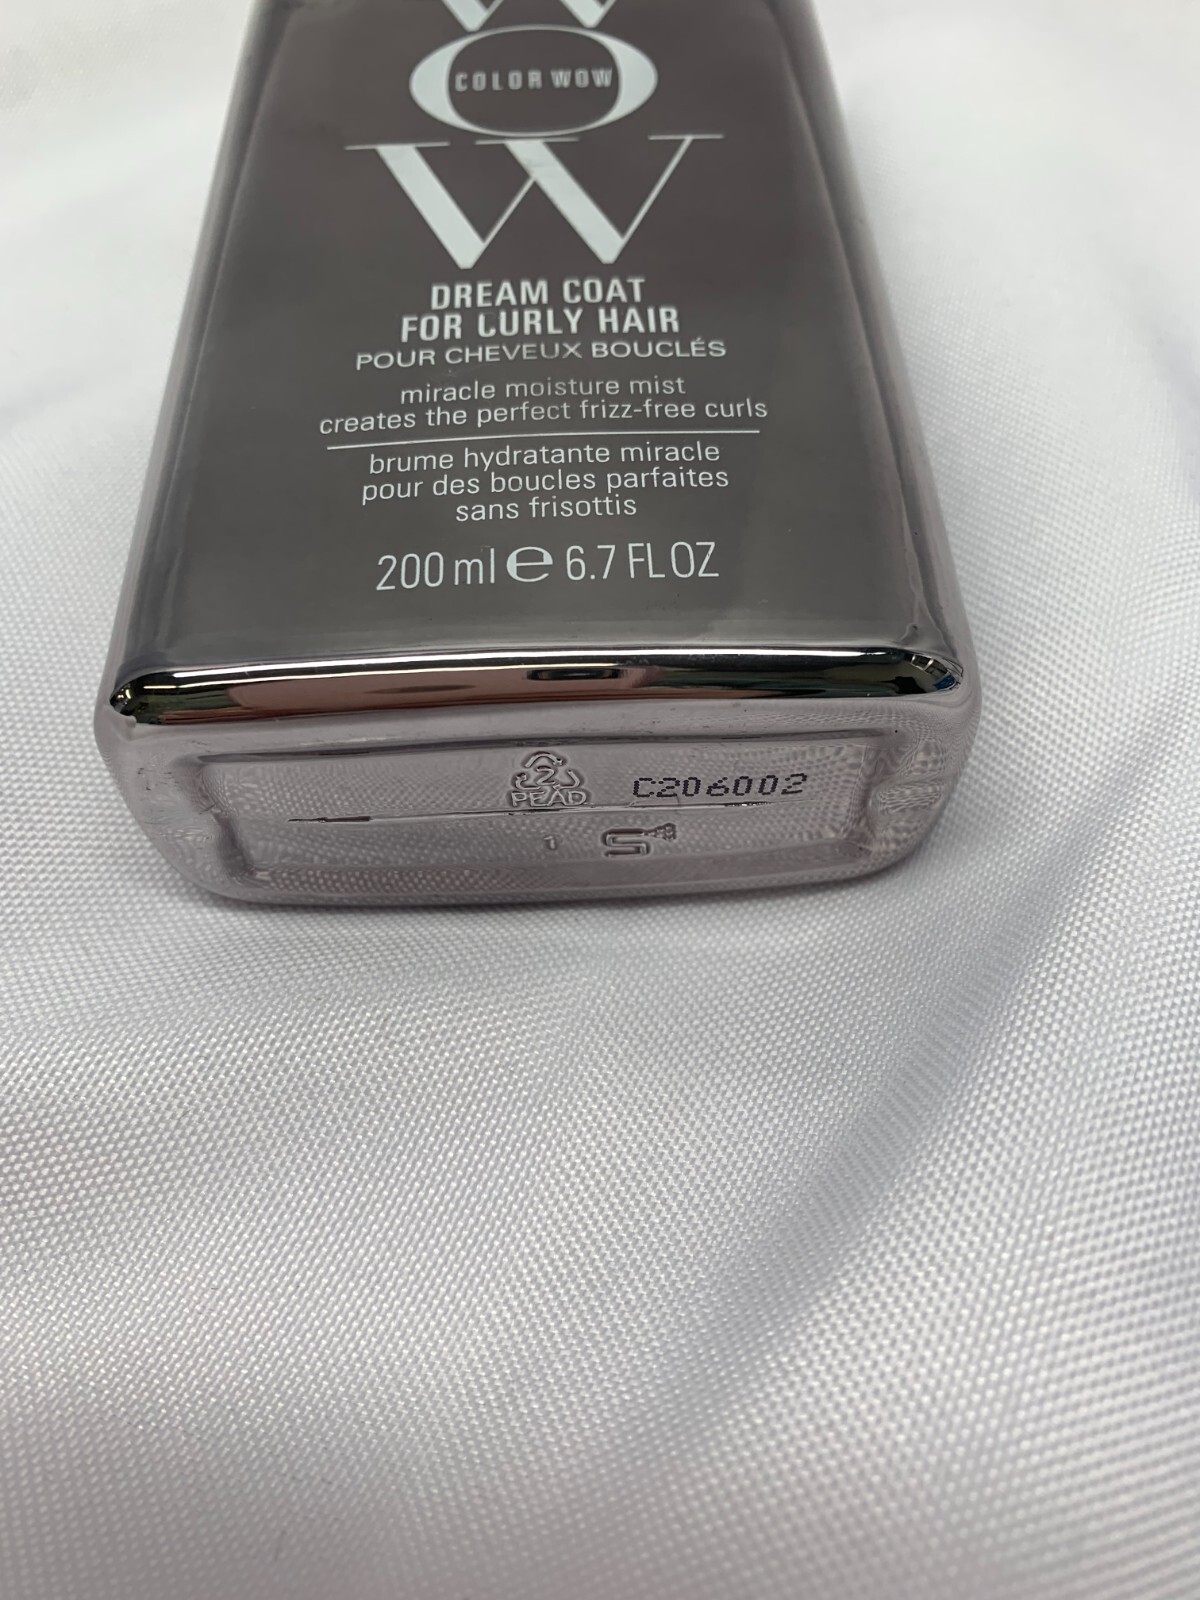 WOW
COLOR WOW
DREAM COAT
FOR CURLY HAIR
POUR CHEVEUX BOUCLÉS
miracle moisture mist
creates the perfect frizz-free curls
brume hydratante miracle
pour des boucles parfaites
sans frisottis
200 ml e 6.7 FL OZ
2
PEAD
C206002
1